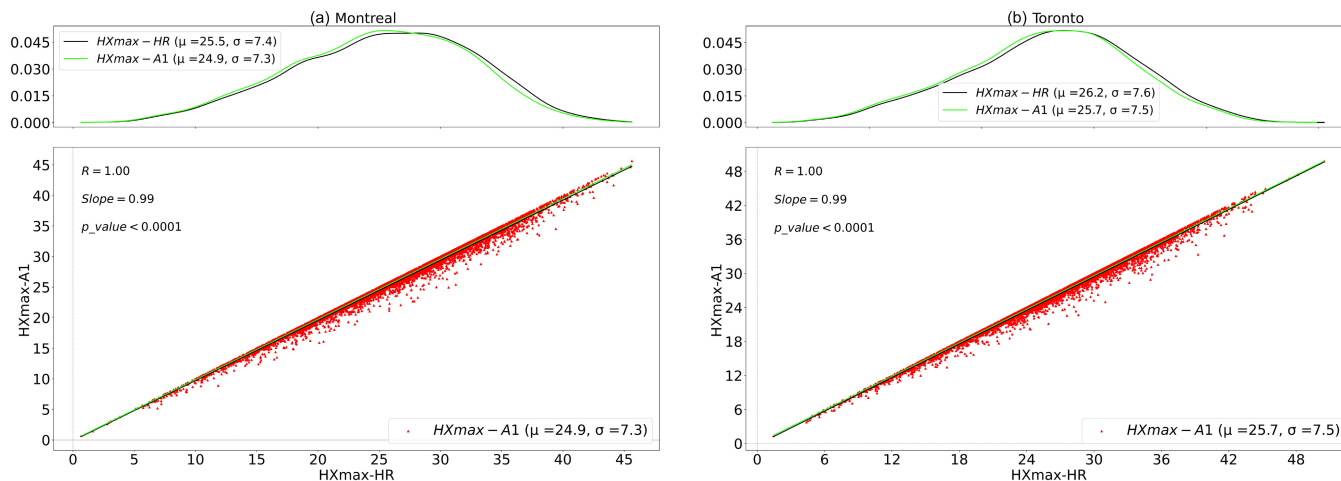 (a) Montreal
0.045
0.030
0.015
0.000
HXmax−HR (μ =25.5, σ =7.4)
HXmax−A1 (μ =24.9, σ =7.3)
45
40
35
30
25
20
15
10
5
0
HXmax-A1
R = 1.00
Slope = 0.99
p_value < 0.0001
HXmax−A1 (μ =24.9, σ =7.3)
0 5 10 15 20 25 30 35 40 45
HXmax-HR
(b) Toronto
0.045
0.030
0.015
0.000
HXmax−HR (μ =26.2, σ =7.6)
HXmax−A1 (μ =25.7, σ =7.5)
48
42
36
30
24
18
12
6
0
HXmax-A1
R = 1.00
Slope = 0.99
p_value < 0.0001
HXmax−A1 (μ =25.7, σ =7.5)
0 6 12 18 24 30 36 42 48
HXmax-HR